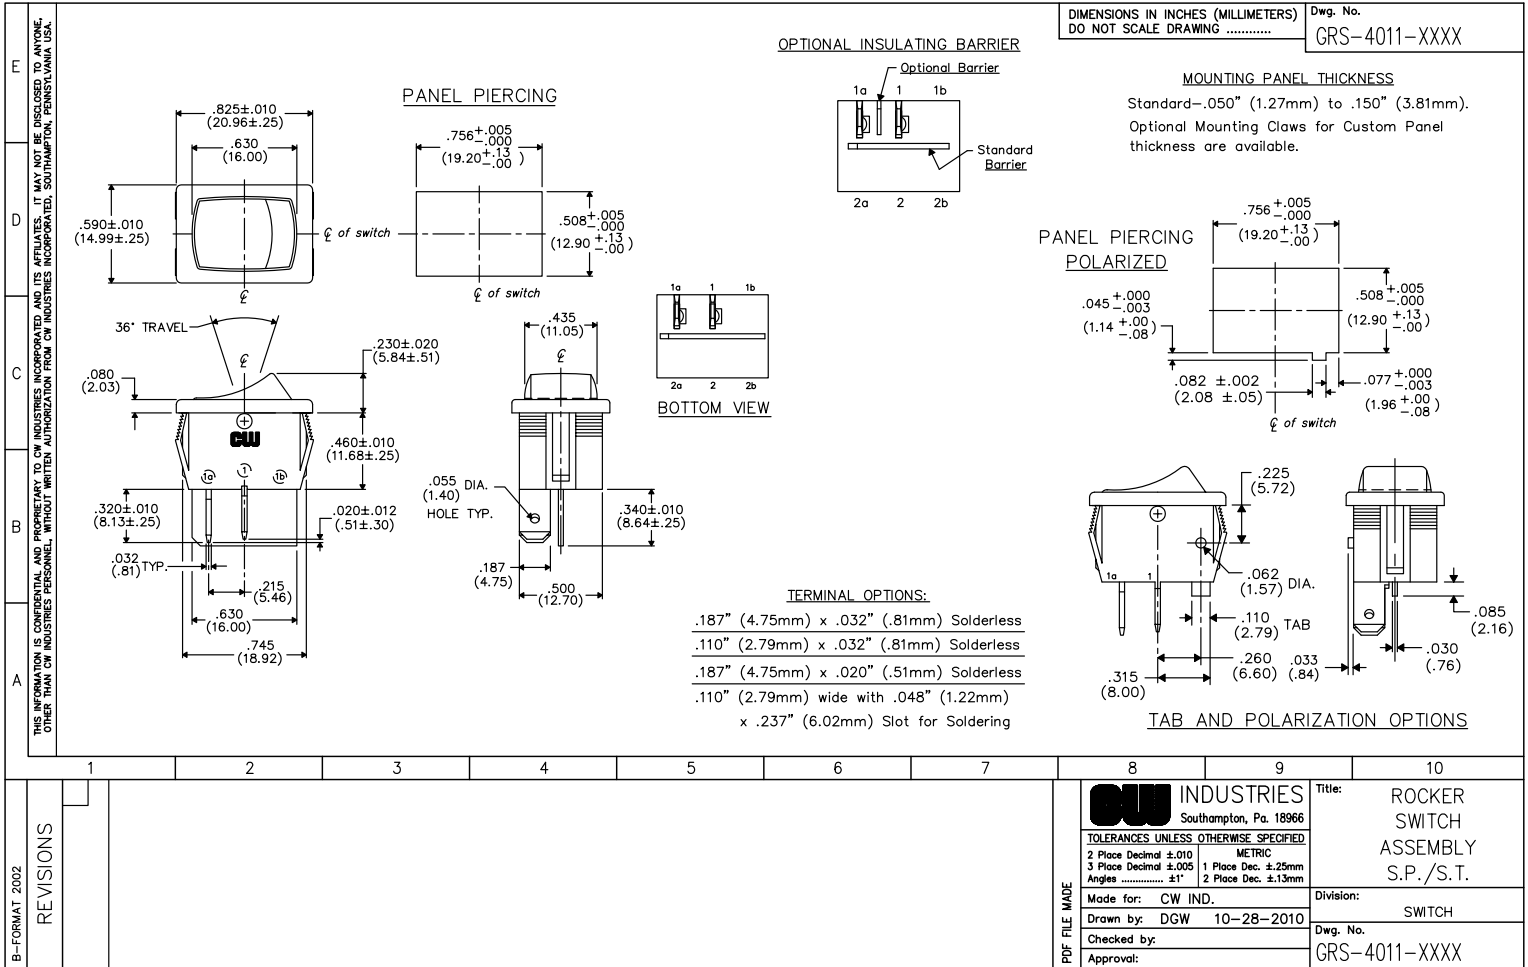 DIMENSIONS IN INCHES (MILLIMETERS)
DO NOT SCALE DRAWING ............
Dwg. No.
GRS-4011-XXXX
E
D
C
B
A
THIS INFORMATION IS CONFIDENTIAL AND PROPRIETARY TO CW INDUSTRIES INCORPORATED AND ITS AFFILIATES. IT MAY NOT BE DISCLOSED TO ANYONE,
OTHER THAN CW INDUSTRIES PERSONNEL, WITHOUT WRITTEN AUTHORIZATION FROM CW INDUSTRIES INCORPORATED, SOUTHAMPTON, PENNSYLVANIA USA.
.825±.010
(20.96±.25)
.630
(16.00)
.590±.010
(14.99±.25)
℄ of switch
℄
PANEL PIERCING
.756+.005
-.000
(19.20+.13
-.00)
.508+.005
-.000
(12.90+.13
-.00)
℄ of switch
OPTIONAL INSULATING BARRIER
Optional Barrier
1a 1 1b
Standard
Barrier
2a 2 2b
MOUNTING PANEL THICKNESS
Standard-.050" (1.27mm) to .150" (3.81mm).
Optional Mounting Claws for Custom Panel
thickness are available.
PANEL PIERCING
POLARIZED
.756+.005
-.000
(19.20+.13
-.00)
.045+.000
-.003
(1.14+.00
-.08)
.508+.005
-.000
(12.90+.13
-.00)
.082 ±.002
(2.08 ±.05)
.077+.000
-.003
(1.96+.00
-.08)
℄ of switch
36° TRAVEL
℄
.230±.020
(5.84±.51)
.080
(2.03)
CW
.460±.010
(11.68±.25)
1a 1 1b
.320±.010
(8.13±.25)
.020±.012
(.51±.30)
.032
(.81) TYP.
.215
(5.46)
.630
(16.00)
.745
(18.92)
.435
(11.05)
℄
.055 DIA.
(1.40)
HOLE TYP.
.340±.010
(8.64±.25)
.187
(4.75)
.500
(12.70)
1a 1 1b
2a 2 2b
BOTTOM VIEW
TERMINAL OPTIONS:
.187" (4.75mm) x .032" (.81mm) Solderless
.110" (2.79mm) x .032" (.81mm) Solderless
.187" (4.75mm) x .020" (.51mm) Solderless
.110" (2.79mm) wide with .048" (1.22mm)
x .237" (6.02mm) Slot for Soldering
.225
(5.72)
1a 1
.062
(1.57) DIA.
.110
(2.79) TAB
.260
(6.60)
.315
(8.00)
.033
(.84)
.030
(.76)
.085
(2.16)
TAB AND POLARIZATION OPTIONS
1 2 3 4 5 6 7 8 9 10
B-FORMAT 2002
REVISIONS
PDF FILE MADE
CW INDUSTRIES
Southampton, Pa. 18966
TOLERANCES UNLESS OTHERWISE SPECIFIED
2 Place Decimal ±.010
3 Place Decimal ±.005
Angles ............... ±1°
METRIC
1 Place Dec. ±.25mm
2 Place Dec. ±.13mm
Made for: CW IND.
Drawn by: DGW 10-28-2010
Checked by:
Approval:
Title:
ROCKER
SWITCH
ASSEMBLY
S.P./S.T.
Division:
SWITCH
Dwg. No.
GRS-4011-XXXX